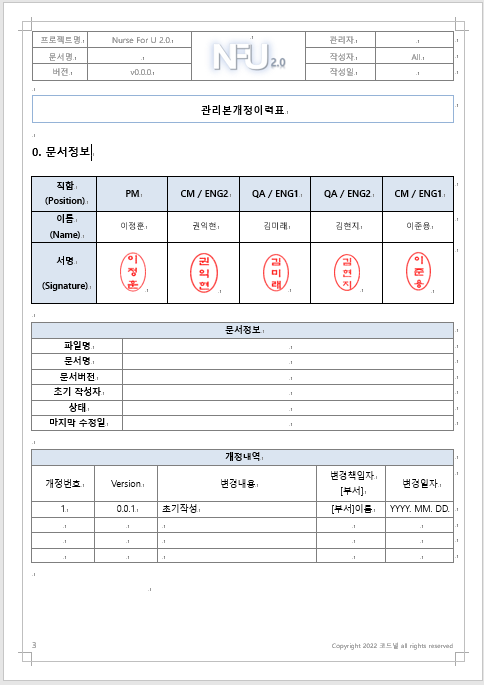 프로젝트명 Nurse For U 2.0 NFU 2.0 관리자
문서명 작성자 All
버전 v0.0.0 작성일
관리본개정이력표
0. 문서정보
직함 (Position) PM CM / ENG2 QA / ENG1 QA / ENG2 CM / ENG1
이름 (Name) 이정훈 권익현 김미래 김현지 이준용
서명 (Signature) 이정훈 권익현 김미래 김현지 이준용
문서정보
파일명
문서명
문서버전
초기 작성자
상태
마지막 수정일
개정내역
개정번호 Version 변경내용 변경책임자 [부서] 변경일자
1 0.0.1 초기작성 [부서]이름 YYYY. MM. DD.
3 Copyright 2022 코드널 all rights reserved